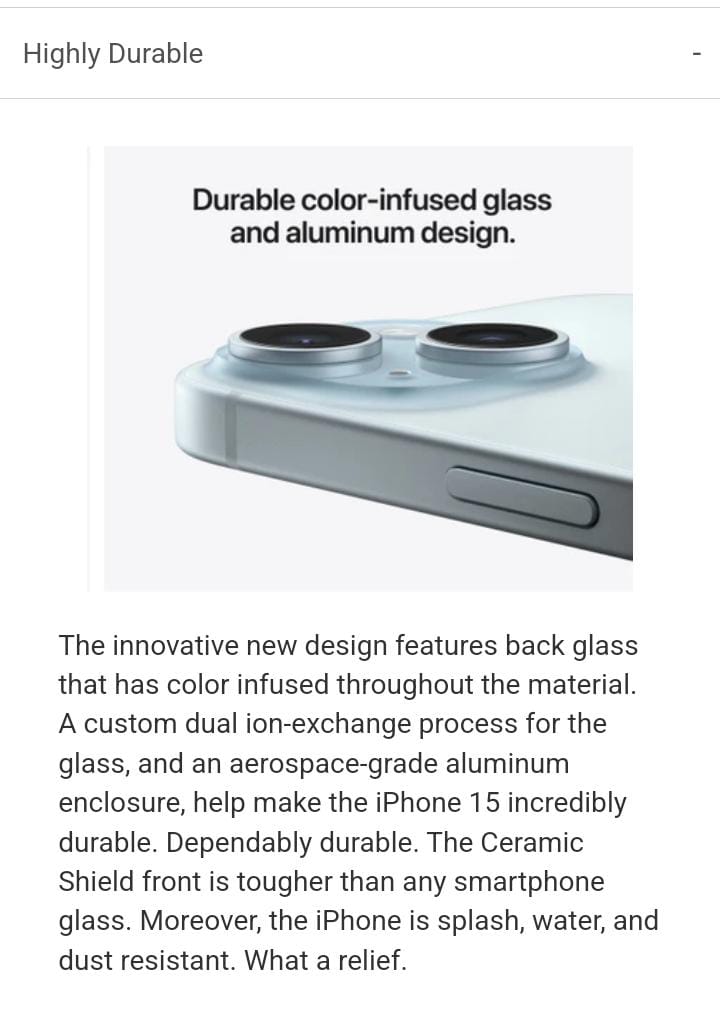 Highly Durable
-
Durable color-infused glass
and aluminum design.
The innovative new design features back glass
that has color infused throughout the material.
A custom dual ion-exchange process for the
glass, and an aerospace-grade aluminum
enclosure, help make the iPhone 15 incredibly
durable. Dependably durable. The Ceramic
Shield front is tougher than any smartphone
glass. Moreover, the iPhone is splash, water, and
dust resistant. What a relief.